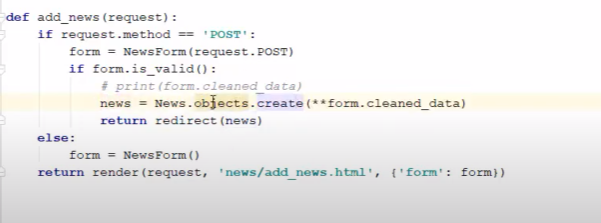 def add_news(request):
    if request.method == 'POST':
        form = NewsForm(request.POST)
        if form.is_valid():
            # print(form.cleaned_data)
            news = News.objects.create(**form.cleaned_data)
            return redirect(news)
    else:
        form = NewsForm()
    return render(request, 'news/add_news.html', {'form': form})